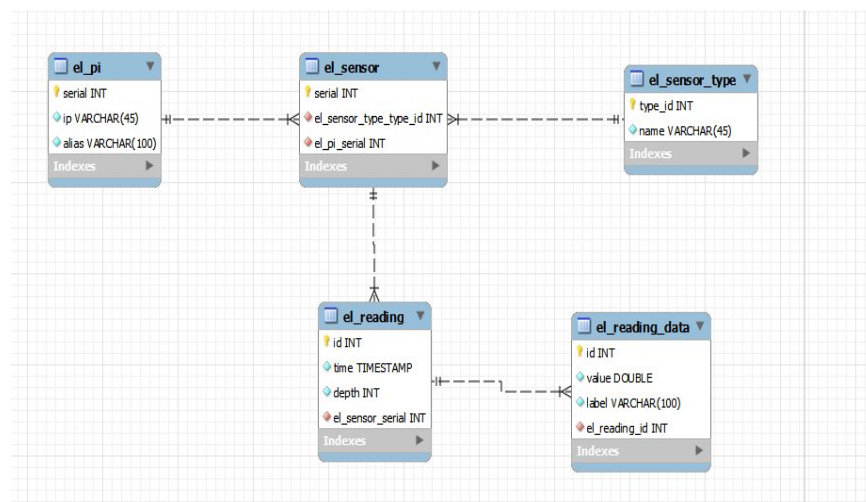 el_pi
serial INT
ip VARCHAR(45)
alias VARCHAR(100)
Indexes
el_sensor
serial INT
el_sensor_type_type_id INT
el_pi_serial INT
Indexes
el_sensor_type
type_id INT
name VARCHAR(45)
Indexes
el_reading
id INT
time TIMESTAMP
depth INT
el_sensor_serial INT
Indexes
el_reading_data
id INT
value DOUBLE
label VARCHAR(100)
el_reading_id INT
Indexes